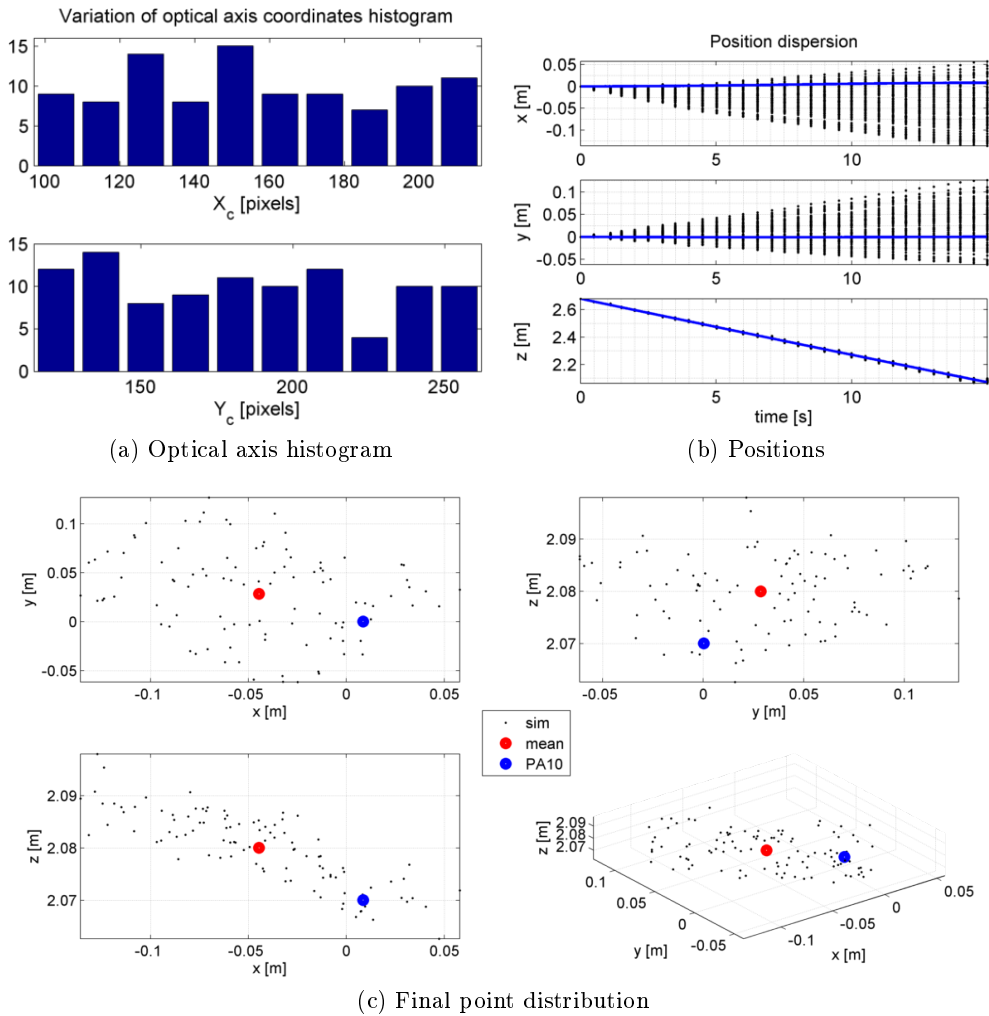 Variation of optical axis coordinates histogram
15
10
5
0
100 120 140 160 180 200
X_c [pixels]
15
10
5
0
150 200 250
Y_c [pixels]
(a) Optical axis histogram
Position dispersion
0.05
0
-0.05
-0.1
x [m]
0 5 10
0.1
0.05
0
-0.05
y [m]
0 5 10
2.6
2.4
2.2
z [m]
0 5 10
time [s]
(b) Positions
0.1
0.05
0
-0.05
y [m]
-0.1 -0.05 0 0.05
x [m]
2.09
2.08
2.07
z [m]
-0.05 0 0.05 0.1
y [m]
sim
mean
PA10
2.09
2.08
2.07
z [m]
-0.1 -0.05 0 0.05
x [m]
2.09
2.08
2.07
z [m]
0.1
0.05
0
-0.05
y [m]
-0.1
-0.05
0
0.05
x [m]
(c) Final point distribution